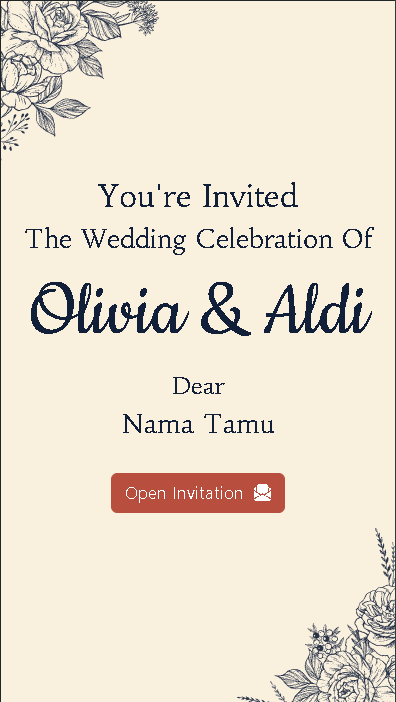 You're Invited
The Wedding Celebration Of
Olivia & Aldi
Dear
Nama Tamu
Open Invitation